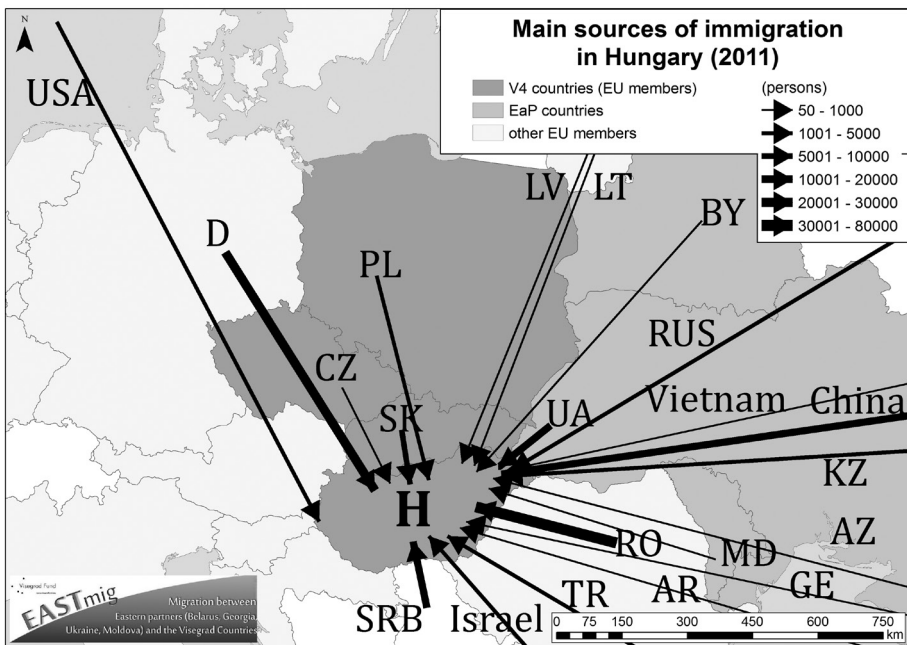 N
Main sources of immigration
in Hungary (2011)
V4 countries (EU members)
EaP countries
other EU members
(persons)
50 - 1000
1001 - 5000
5001 - 10000
10001 - 20000
20001 - 30000
30001 - 80000
USA
LV
LT
BY
D
PL
RUS
CZ
SK
UA
Vietnam
China
H
KZ
RO
MD
AZ
SRB
Israel
TR
AR
GE
Visegrad Fund
EASTmig
Migration between
Eastern partners (Belarus, Georgia,
Ukraine, Moldova) and the Visegrad Countries
0 75 150 300 450 600 750
km